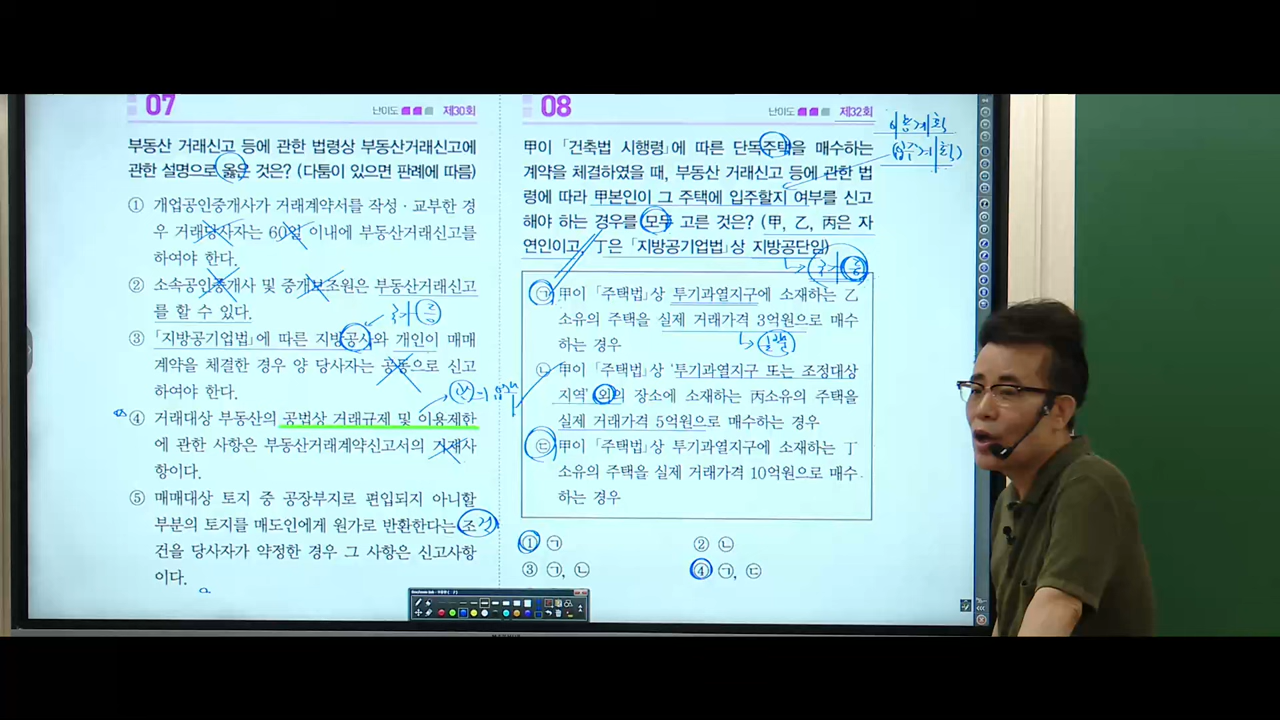 07
난이도
제30회
부동산 거래신고 등에 관한 법령상 부동산거래신고에
관한 설명으로 옳은 것은? (다툼이 있으면 판례에 따름)
① 개업공인중개사가 거래계약서를 작성·교부한 경
우 거래당사자는 60일 이내에 부동산거래신고를
하여야 한다.
② 소속공인중개사 및 중개보조원은 부동산거래신고
를 할 수 있다.
③ 「지방공기업법」에 따른 지방공사와 개인이 매매
계약을 체결한 경우 양 당사자는 공동으로 신고
하여야 한다.
④ 거래대상 부동산의 공법상 거래규제 및 이용제한
에 관한 사항은 부동산거래계약신고서의 기재사
항이다.
⑤ 매매대상 토지 중 공장부지로 편입되지 아니할
부분의 토지를 매도인에게 원가로 반환한다는 조
건을 당사자가 약정한 경우 그 사항은 신고사항
이다.
08
난이도
제32회
이용계획
입주계획
甲이 「건축법 시행령」에 따른 단독주택을 매수하는
계약을 체결하였을 때, 부동산 거래신고 등에 관한 법
령에 따라 甲본인이 그 주택에 입주할지 여부를 신고
해야 하는 경우를 모두 고른 것은? (甲, 乙, 丙은 자
연인이고, 丁은 「지방공기업법」상 지방공단임)
㉠ 甲이 「주택법」상 투기과열지구에 소재하는 乙
소유의 주택을 실제 거래가격 3억원으로 매수
하는 경우
㉡ 甲이 「주택법」상 '투기과열지구 또는 조정대상
지역' 외의 장소에 소재하는 丙소유의 주택을
실제 거래가격 5억원으로 매수하는 경우
㉢ 甲이 「주택법」상 투기과열지구에 소재하는 丁
소유의 주택을 실제 거래가격 10억원으로 매수
하는 경우
① ㉠
② ㉡
③ ㉠, ㉡
④ ㉠, ㉢